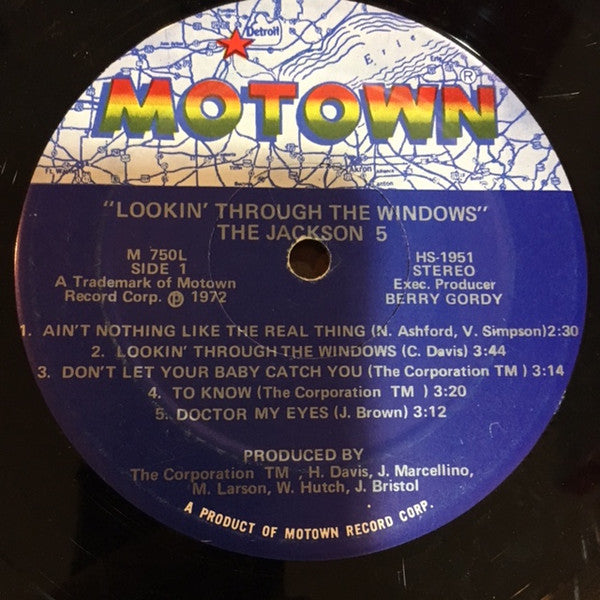 Detroit
Erie
MOTOWN®
Akron
"LOOKIN' THROUGH THE WINDOWS"
THE JACKSON 5
M 750L
SIDE 1
A Trademark of Motown
Record Corp. ℗ 1972
HS-1951
STEREO
Exec. Producer
BERRY GORDY
1. AIN'T NOTHING LIKE THE REAL THING (N. Ashford, V. Simpson)2:30
2. LOOKIN' THROUGH THE WINDOWS (C. Davis) 3:44
3. DON'T LET YOUR BABY CATCH YOU (The Corporation TM ) 3:14
4. TO KNOW (The Corporation TM ) 3:20
5. DOCTOR MY EYES (J. Brown) 3:12
PRODUCED BY
The Corporation TM , H. Davis, J. Marcellino,
M. Larson, W. Hutch, J. Bristol
A PRODUCT OF MOTOWN RECORD CORP.